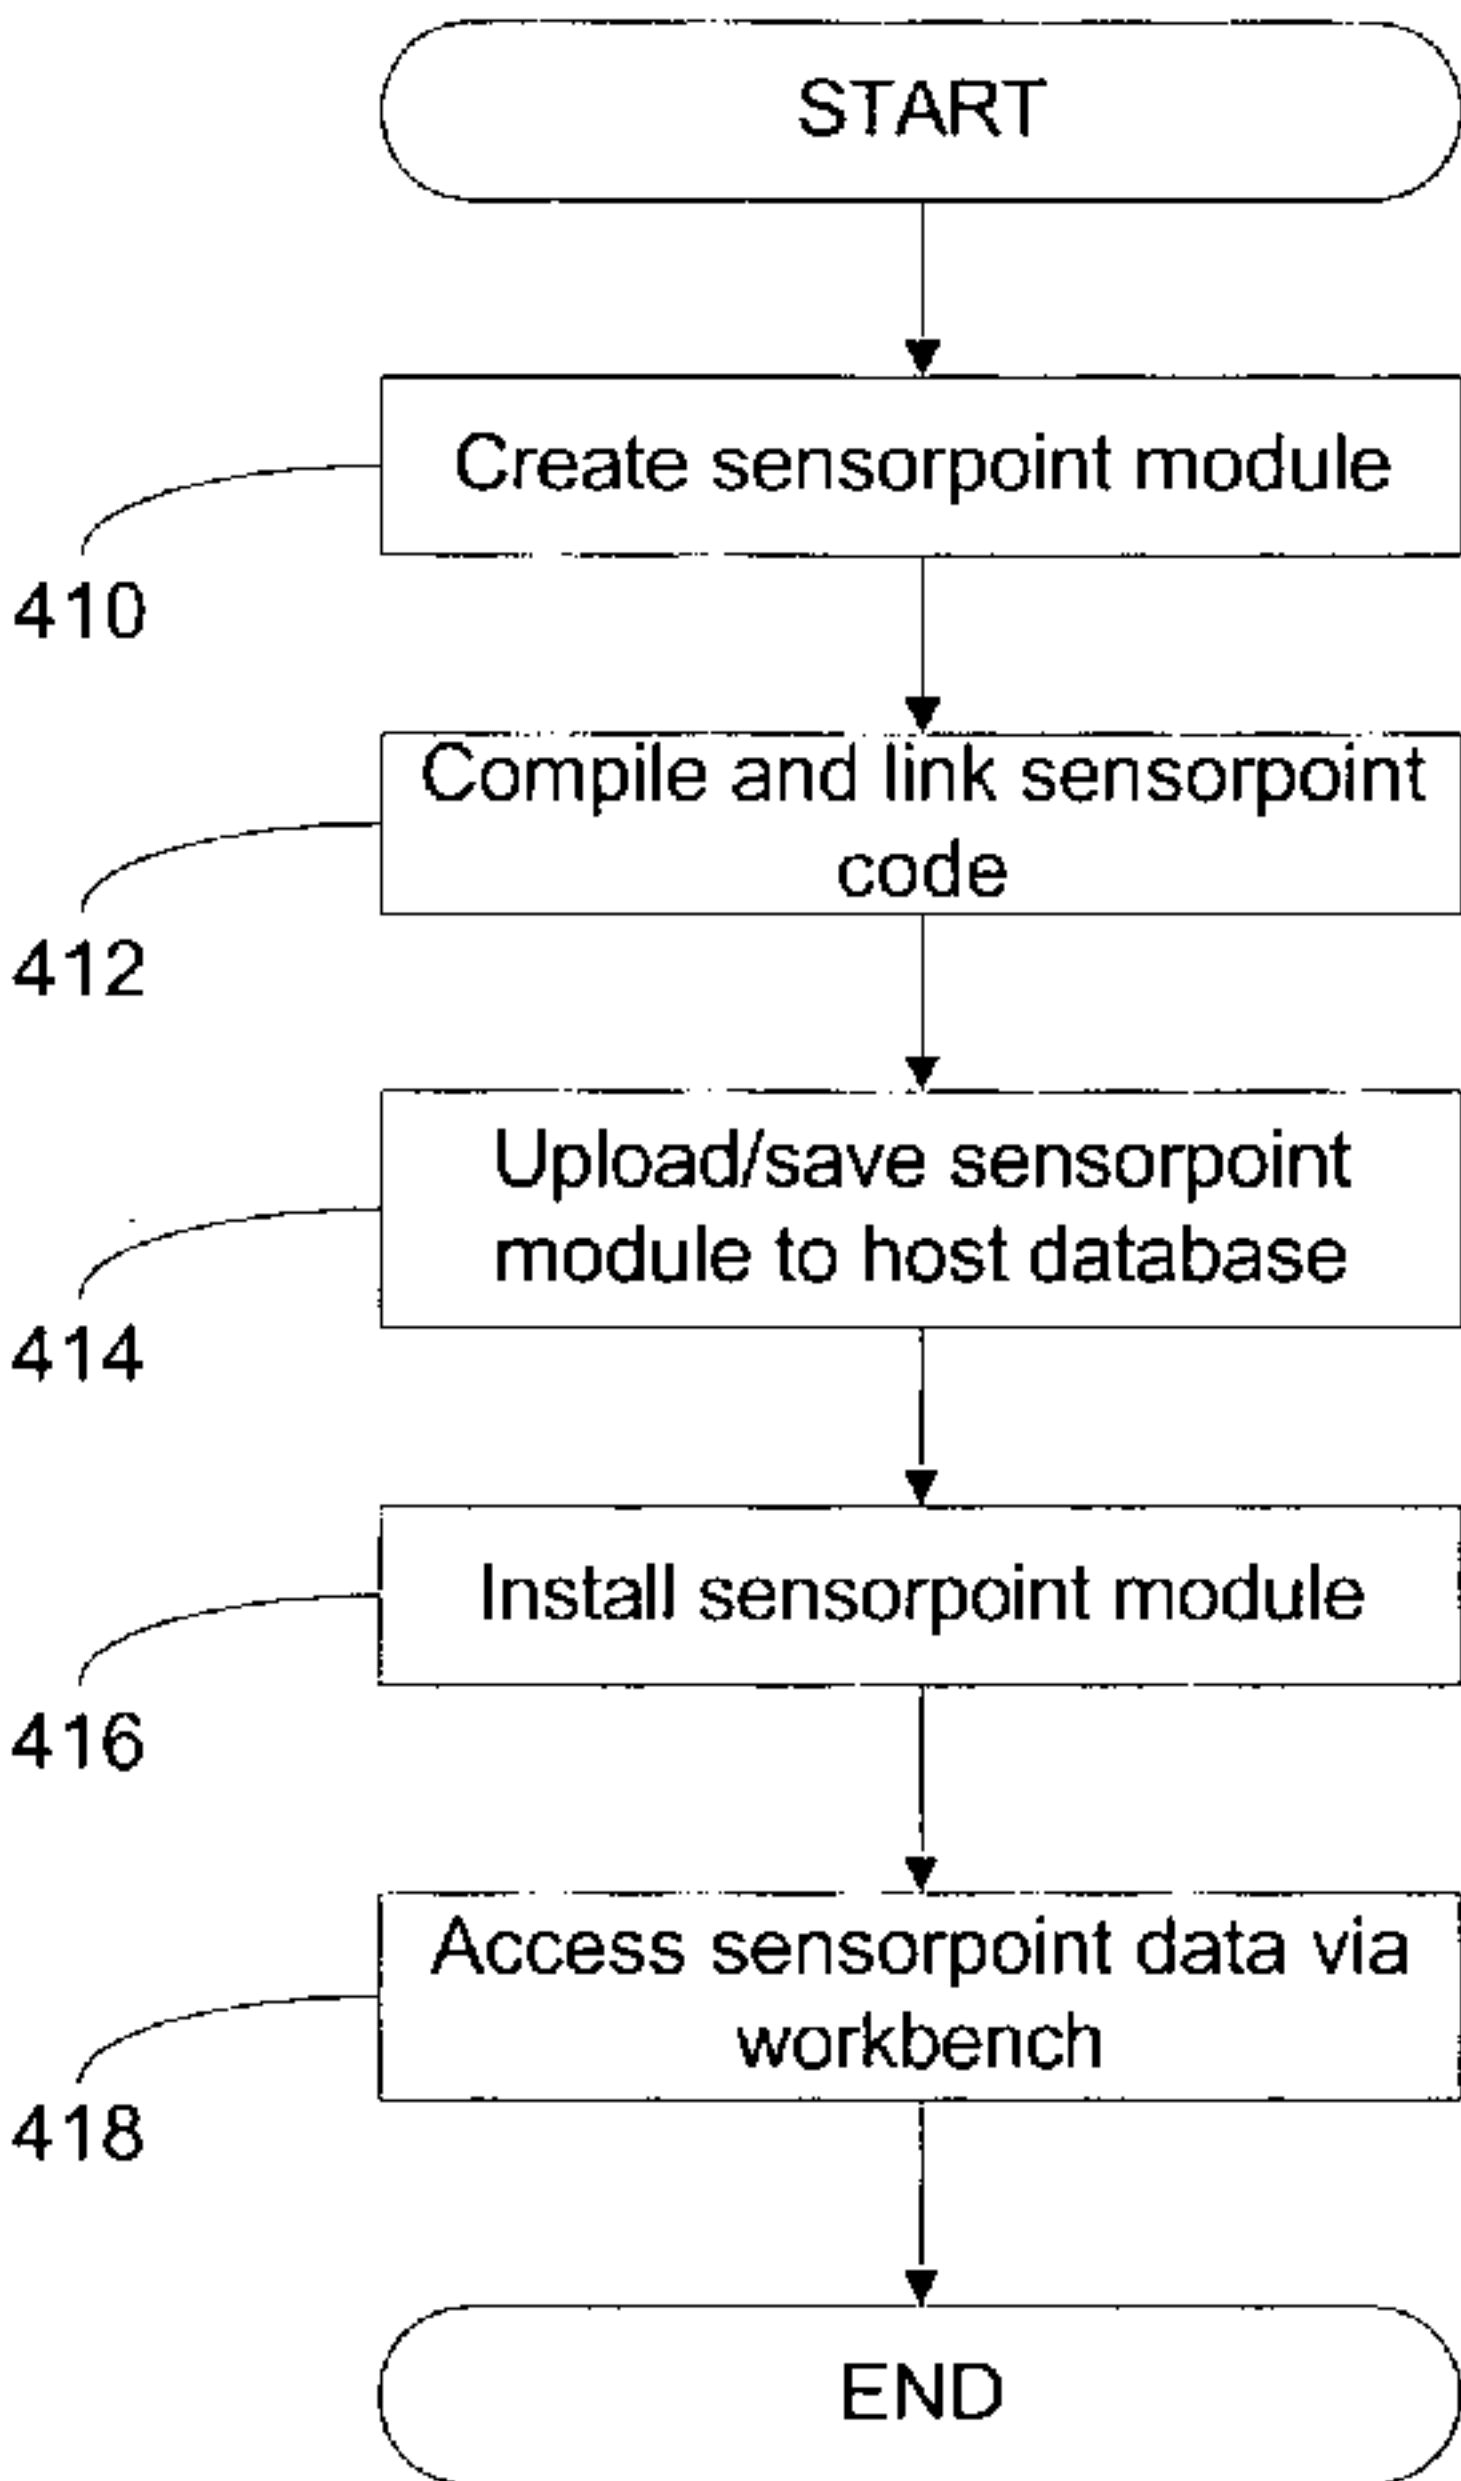 START
Create sensorpoint module
410
Compile and link sensorpoint
code
412
Upload/save sensorpoint
module to host database
414
Install sensorpoint module
416
Access sensorpoint data via
workbench
418
END